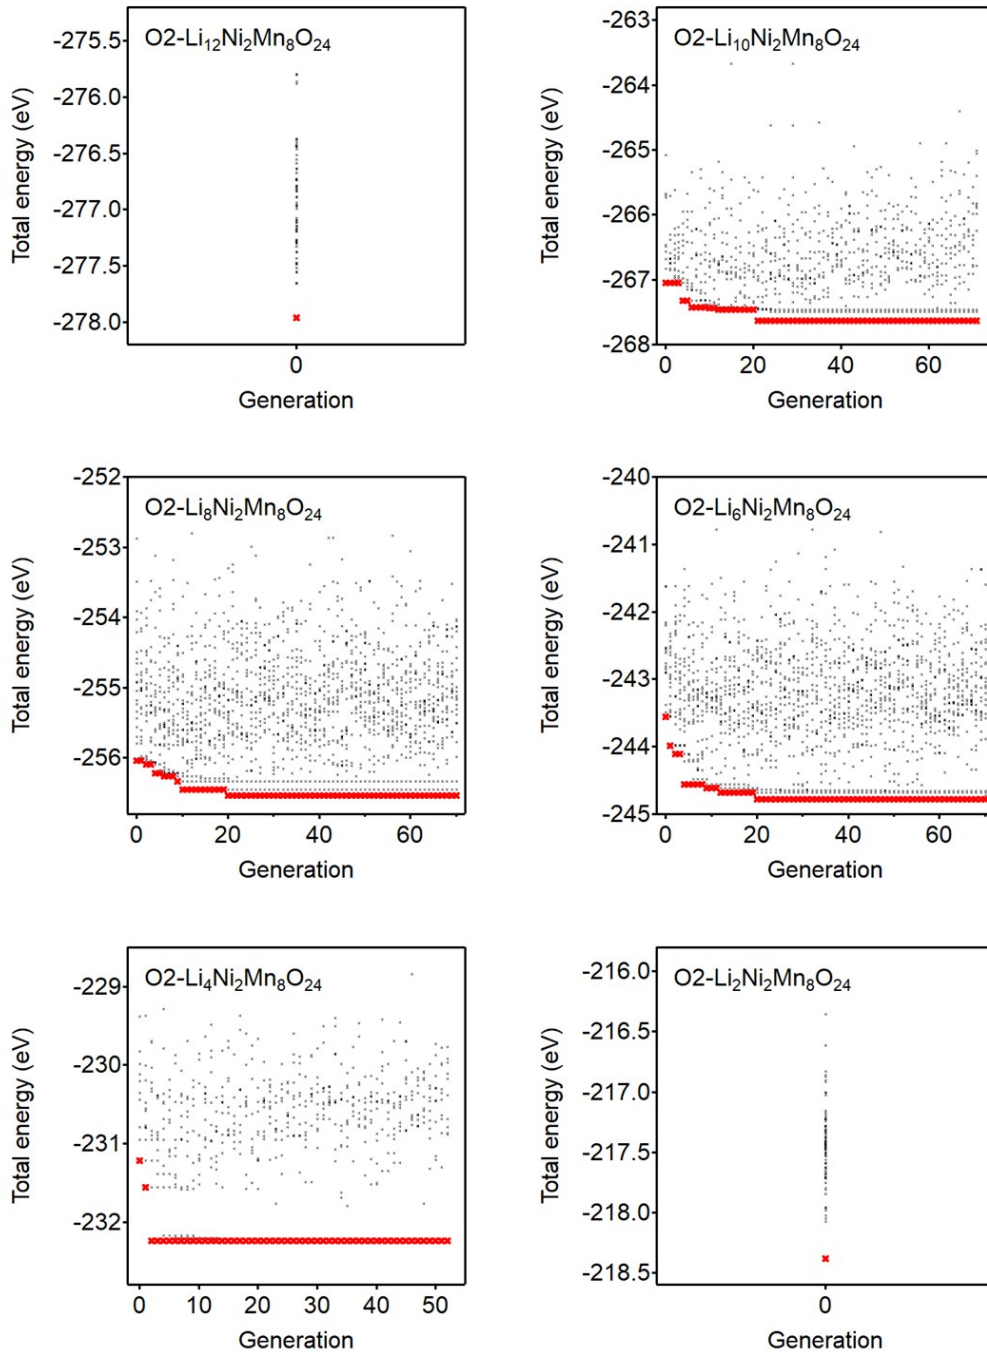 O2-Li₁₂Ni₂Mn₈O₂₄
Total energy (eV)
-275.5
-276.0
-276.5
-277.0
-277.5
-278.0
0
Generation
O2-Li₁₀Ni₂Mn₈O₂₄
Total energy (eV)
-263
-264
-265
-266
-267
-268
0 20 40 60
Generation
O2-Li₈Ni₂Mn₈O₂₄
Total energy (eV)
-252
-253
-254
-255
-256
0 20 40 60
Generation
O2-Li₆Ni₂Mn₈O₂₄
Total energy (eV)
-240
-241
-242
-243
-244
-245
0 20 40 60
Generation
O2-Li₄Ni₂Mn₈O₂₄
Total energy (eV)
-229
-230
-231
-232
0 10 20 30 40 50
Generation
O2-Li₂Ni₂Mn₈O₂₄
Total energy (eV)
-216.0
-216.5
-217.0
-217.5
-218.0
-218.5
0
Generation